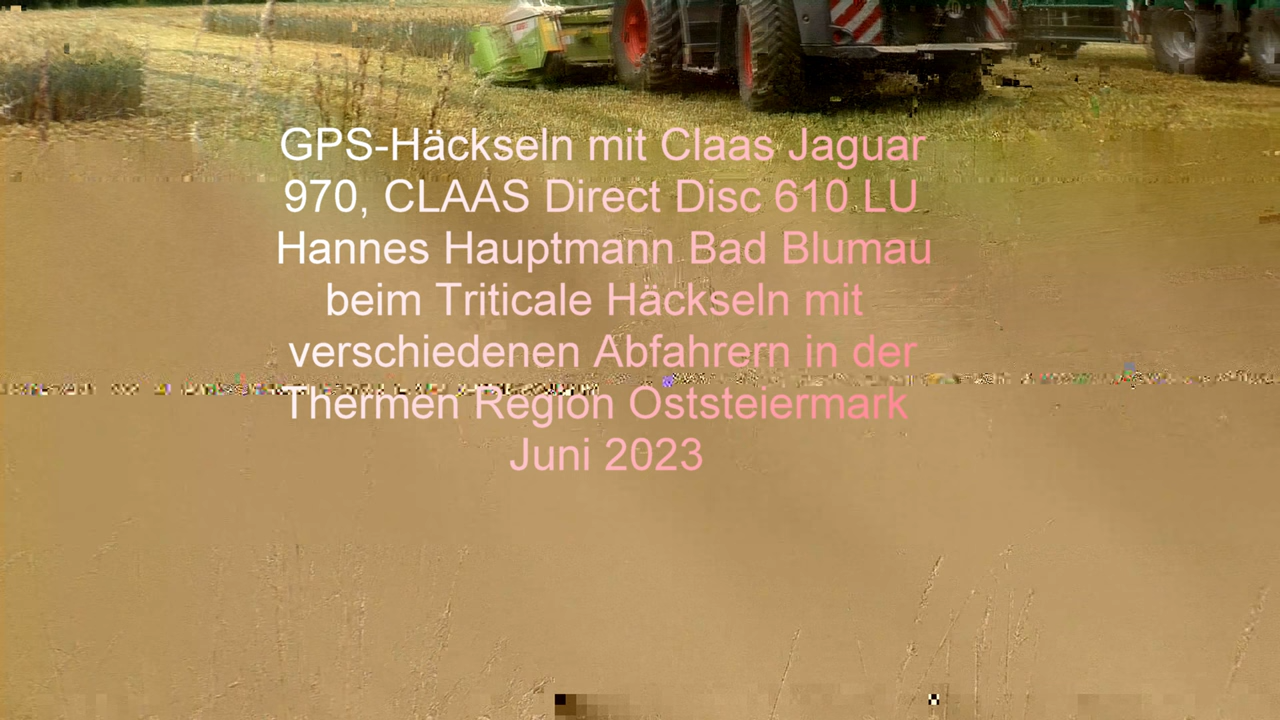 GPS-Häckseln mit Claas Jaguar
970, CLAAS Direct Disc 610 LU
Hannes Hauptmann Bad Blumau
beim Triticale Häckseln mit
verschiedenen Abfahrern in der
Thermen Region Oststeiermark
Juni 2023